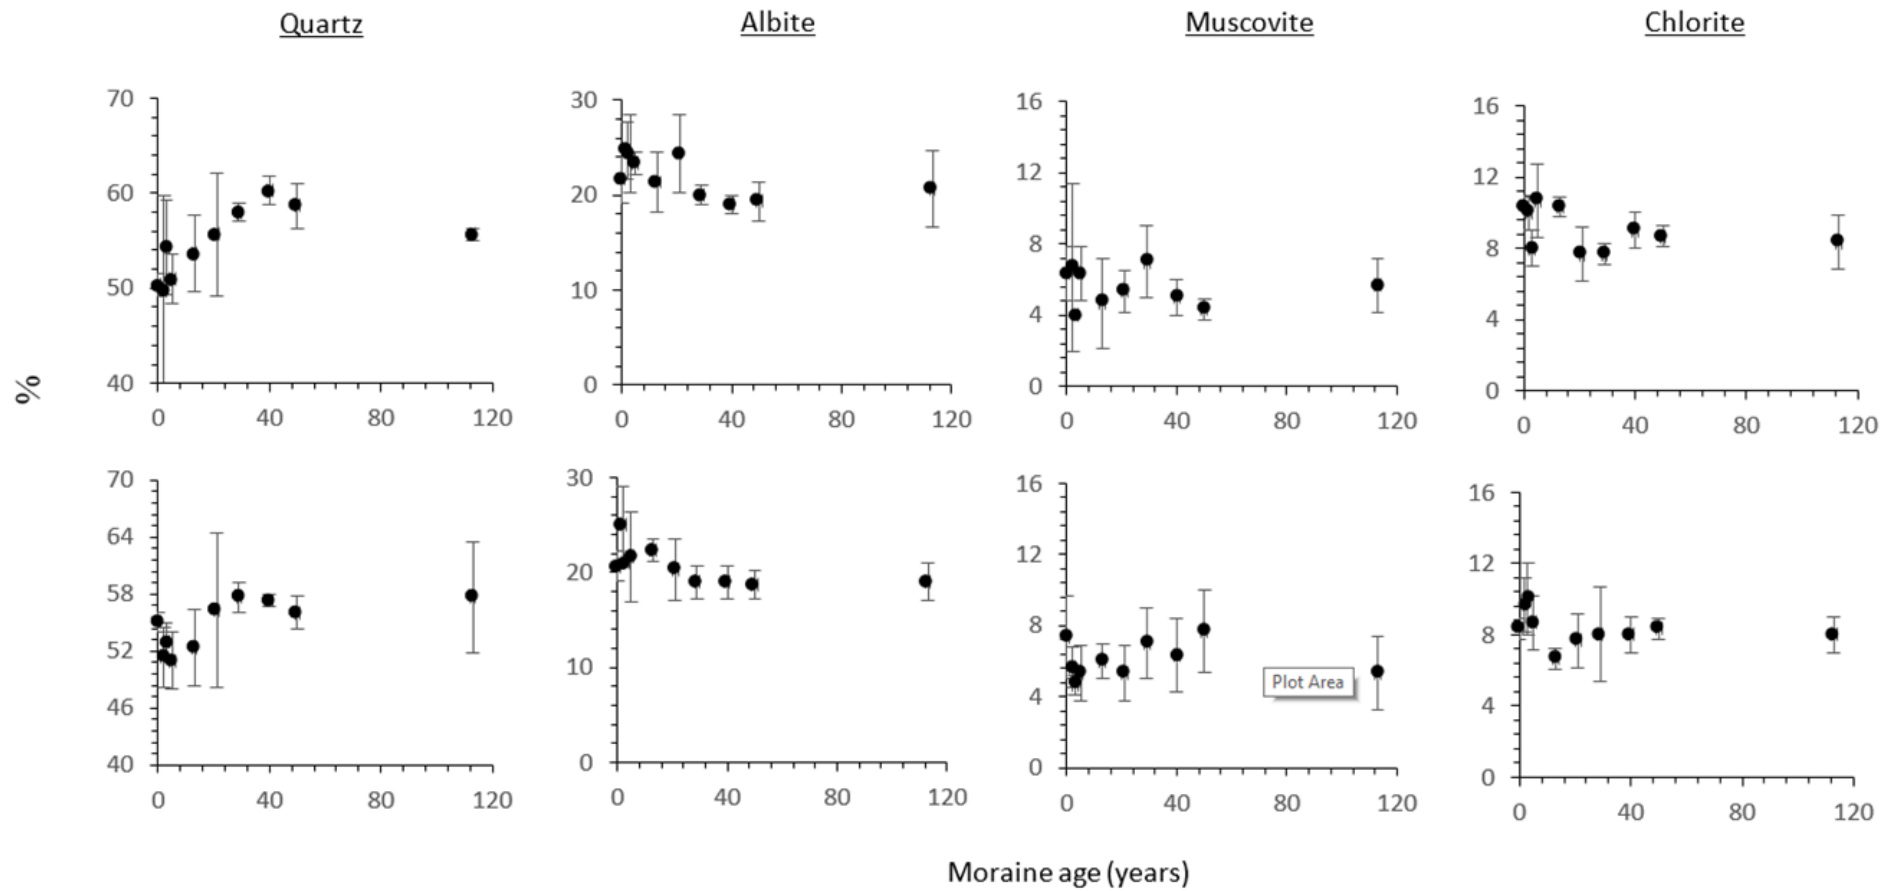 Quartz Albite Muscovite Chlorite
70 30 16 16
60 12 12
20
50 8 8
10
4 4
40 0 0 0
0 40 80 120 0 40 80 120 0 40 80 120 0 40 80 120
%
70 30 16 16
64 12 12
58 20
8 8
52
Plot Area
10 4 4
46
40 0 0 0
0 40 80 120 0 40 80 120 0 40 80 120 0 40 80 120
Moraine age (years)